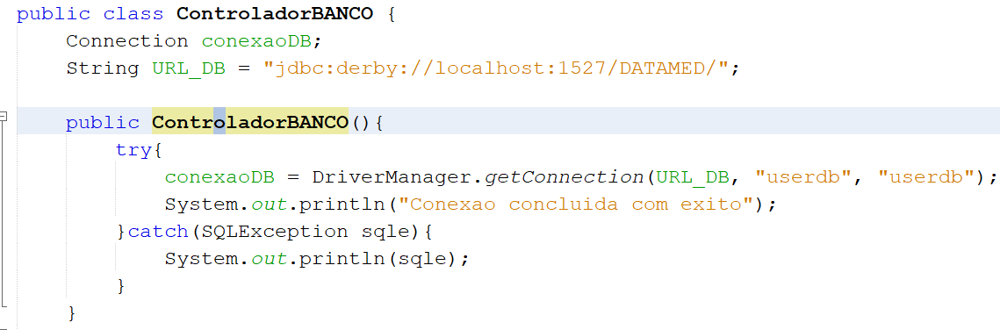 public class ControladorBANCO {
    Connection conexaoDB;
    String URL_DB = "jdbc:derby://localhost:1527/DATAMED/";
    public ControladorBANCO(){
        try{
            conexaoDB = DriverManager.getConnection(URL_DB, "userdb", "userdb");
            System.out.println("Conexao concluida com exito");
        }catch(SQLException sqle){
            System.out.println(sqle);
        }
    }